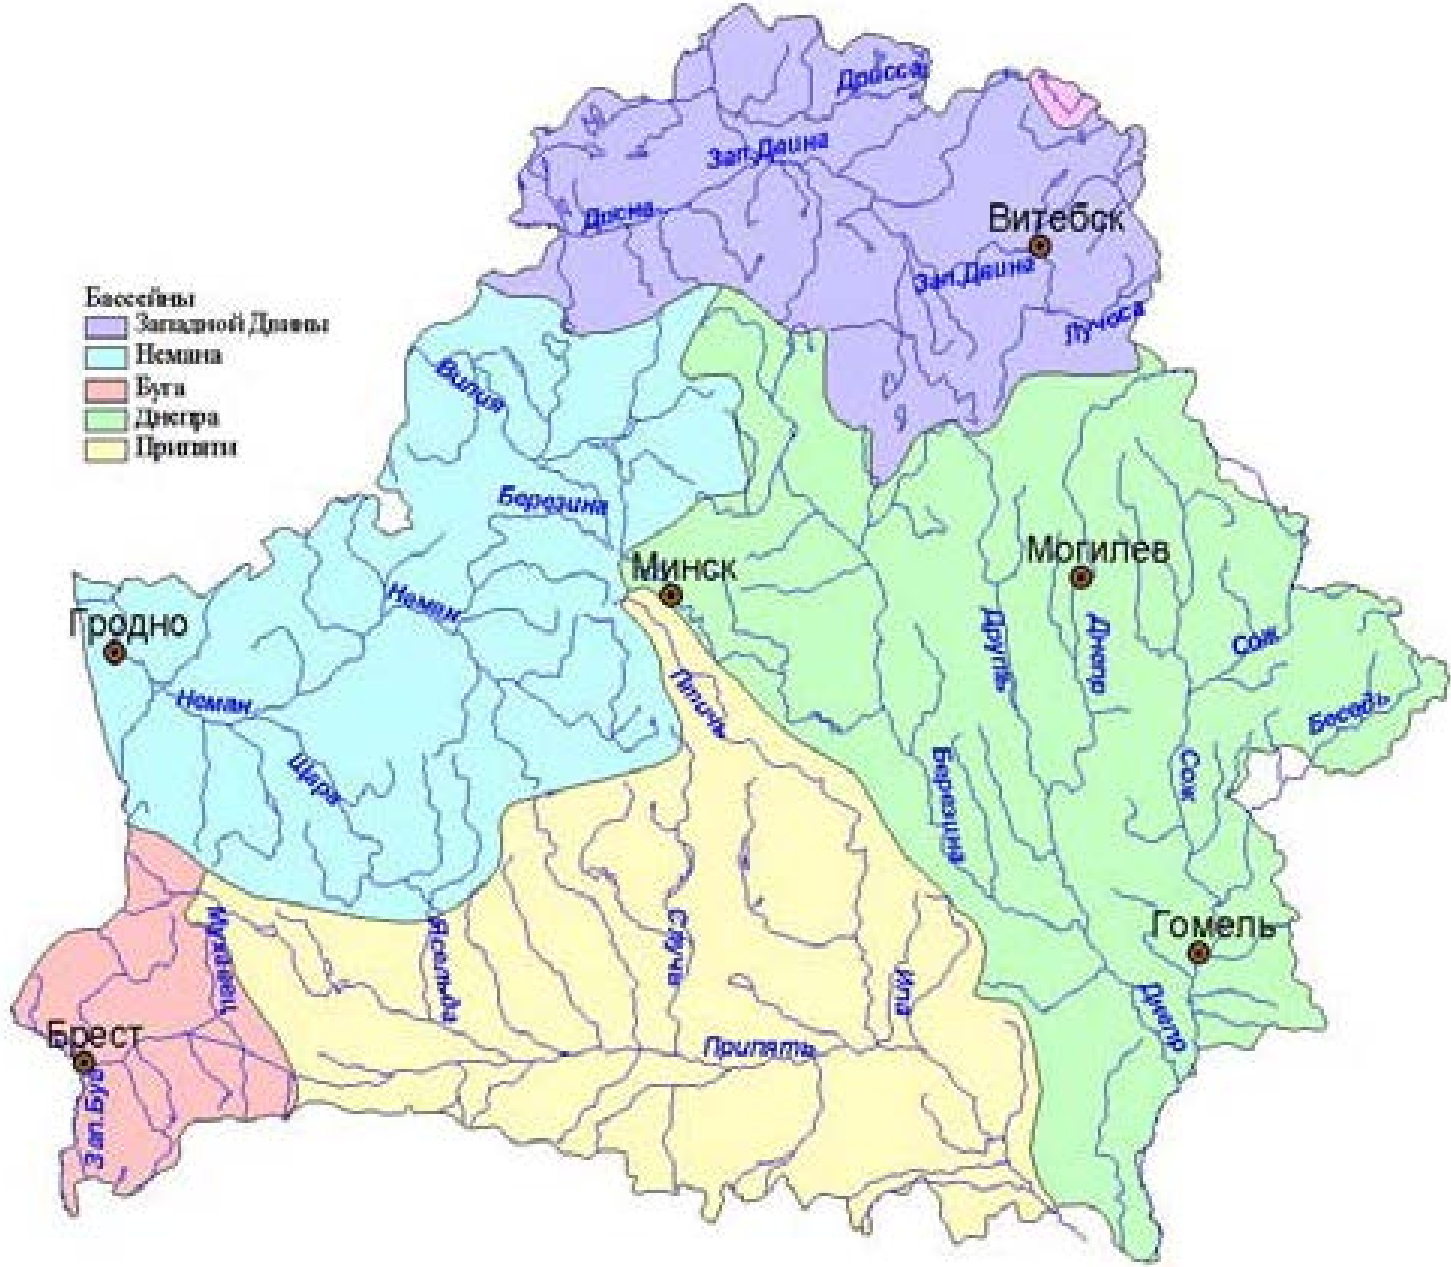 Дрисса
Зап.Двина
Дисна
Витебск
Зап.Двина
Лучоса
Бассейны
Западной Двины
Немана
Буга
Днепра
Припяти
Вилия
Березина
Минск
Могилев
Неман
Гродно
Неман
Птичь
Друть
Днепр
Сож
Беседь
Щара
Березина
Сож
Мухавец
Ясельда
Случь
Гомель
Ипа
Днепр
Брест
Припять
Зап.Буг